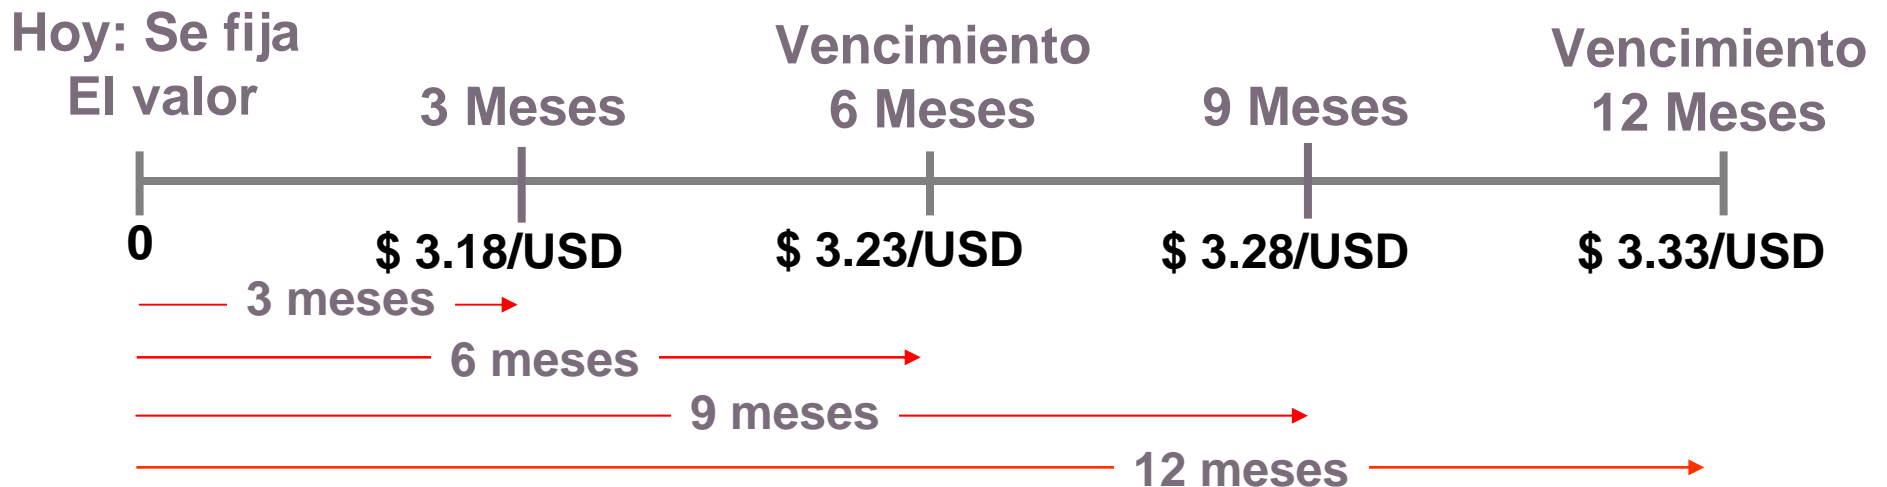 Hoy: Se fija
El valor
3 Meses
Vencimiento
6 Meses
9 Meses
Vencimiento
12 Meses
0
$ 3.18/USD
$ 3.23/USD
$ 3.28/USD
$ 3.33/USD
3 meses
6 meses
9 meses
12 meses